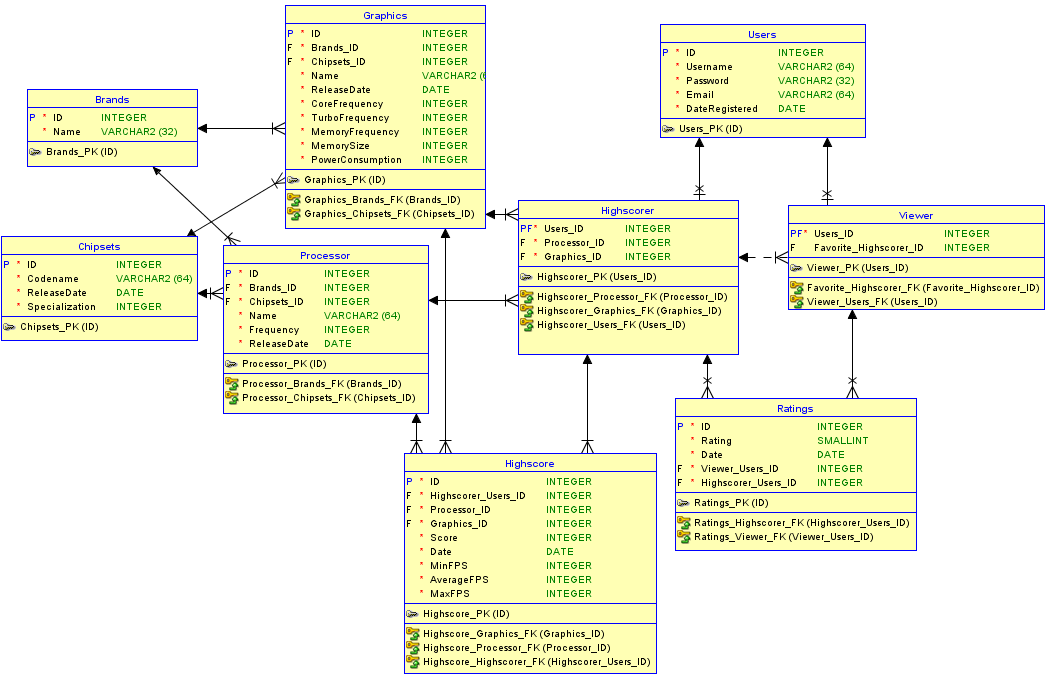 Graphics
P * ID INTEGER
F * Brands_ID INTEGER
F * Chipsets_ID INTEGER
* Name VARCHAR2 (6
* ReleaseDate DATE
* CoreFrequency INTEGER
* TurboFrequency INTEGER
* MemoryFrequency INTEGER
* MemorySize INTEGER
* PowerConsumption INTEGER
Graphics_PK (ID)
Graphics_Brands_FK (Brands_ID)
Graphics_Chipsets_FK (Chipsets_ID)
Users
P * ID INTEGER
* Username VARCHAR2 (64)
* Password VARCHAR2 (32)
* Email VARCHAR2 (64)
* DateRegistered DATE
Users_PK (ID)
Brands
P * ID INTEGER
* Name VARCHAR2 (32)
Brands_PK (ID)
Highscorer
PF* Users_ID INTEGER
F * Processor_ID INTEGER
F * Graphics_ID INTEGER
Highscorer_PK (Users_ID)
Highscorer_Processor_FK (Processor_ID)
Highscorer_Graphics_FK (Graphics_ID)
Highscorer_Users_FK (Users_ID)
Viewer
PF* Users_ID INTEGER
F Favorite_Highscorer_ID INTEGER
Viewer_PK (Users_ID)
Favorite_Highscorer_FK (Favorite_Highscorer_ID)
Viewer_Users_FK (Users_ID)
Chipsets
P * ID INTEGER
* Codename VARCHAR2 (64)
* ReleaseDate DATE
* Specialization INTEGER
Chipsets_PK (ID)
Processor
P * ID INTEGER
F * Brands_ID INTEGER
F * Chipsets_ID INTEGER
* Name VARCHAR2 (64)
* Frequency INTEGER
* ReleaseDate DATE
Processor_PK (ID)
Processor_Brands_FK (Brands_ID)
Processor_Chipsets_FK (Chipsets_ID)
Ratings
P * ID INTEGER
* Rating SMALLINT
* Date DATE
F * Viewer_Users_ID INTEGER
F * Highscorer_Users_ID INTEGER
Ratings_PK (ID)
Ratings_Highscorer_FK (Highscorer_Users_ID)
Ratings_Viewer_FK (Viewer_Users_ID)
Highscore
P * ID INTEGER
F * Highscorer_Users_ID INTEGER
F * Processor_ID INTEGER
F * Graphics_ID INTEGER
* Score INTEGER
* Date DATE
* MinFPS INTEGER
* AverageFPS INTEGER
* MaxFPS INTEGER
Highscore_PK (ID)
Highscore_Graphics_FK (Graphics_ID)
Highscore_Processor_FK (Processor_ID)
Highscore_Highscorer_FK (Highscorer_Users_ID)